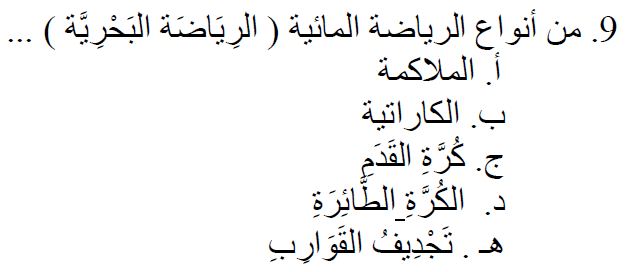 9. من أنواع الرياضة المائية ( الرِيَاضَة البَحْرِيَّة ) ...
أ. الملاكمة
ب. الكاراتية
ج. كُرَّةِ القَدَمِ
د. الكُرَّةِ الطَّائِرَةِ
هـ . تَجْدِيفُ القَوَارِبِ